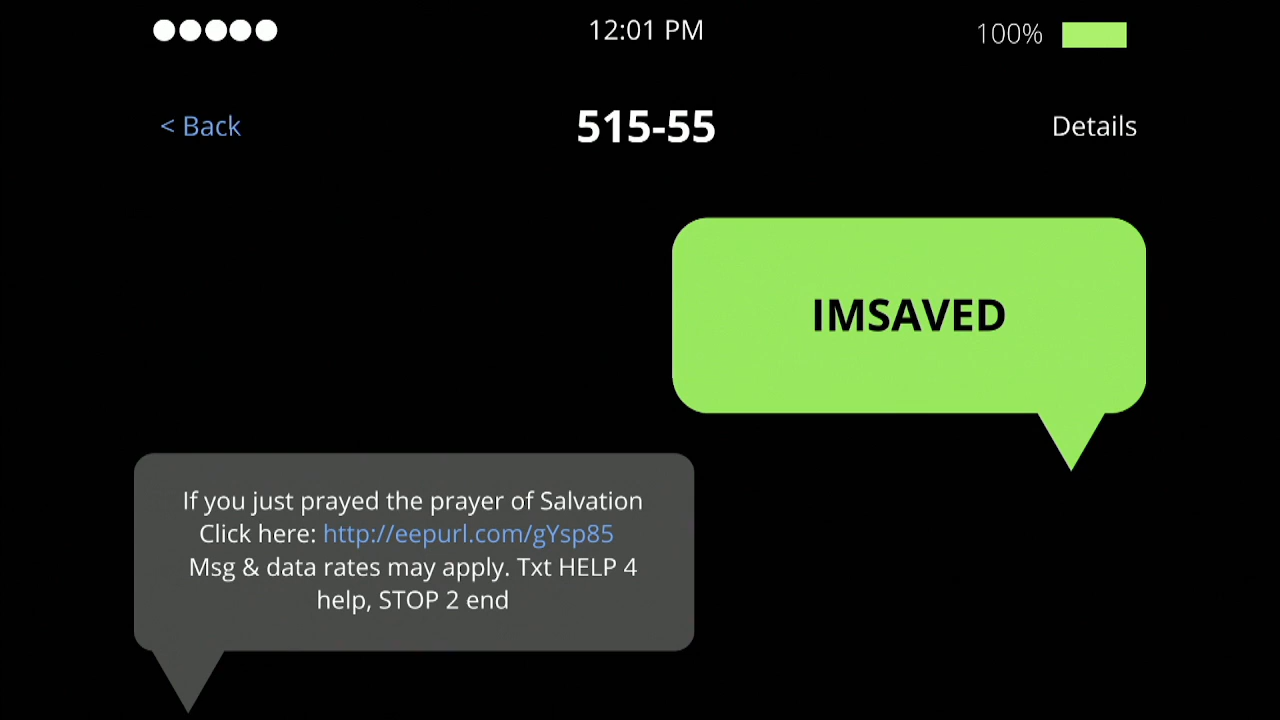 12:01 PM
100%
< Back
515-55
Details
IMSAVED
If you just prayed the prayer of Salvation
Click here: http://eepurl.com/gYsp85
Msg & data rates may apply. Txt HELP 4
help, STOP 2 end